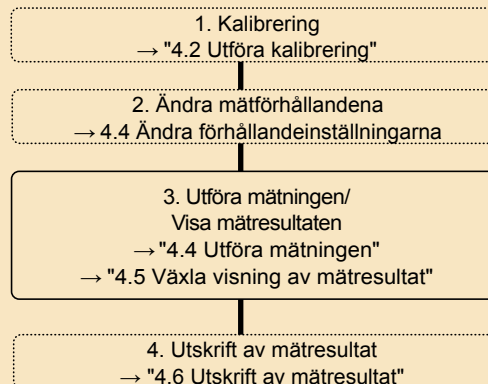 1. Kalibrering
→ "4.2 Utföra kalibrering"
2. Ändra mätförhållandena
→ 4.4 Ändra förhållandeinställningarna
3. Utföra mätningen/
Visa mätresultaten
→ "4.4 Utföra mätningen"
→ "4.5 Växla visning av mätresultat"
4. Utskrift av mätresultat
→ "4.6 Utskrift av mätresultat"